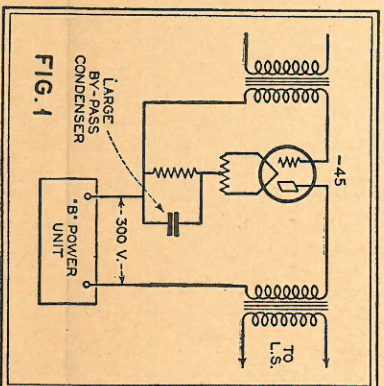 -45
TO
L.S.
LARGE
BY-PASS
CONDENSER
300 V.
"B" POWER
UNIT
FIG. 1